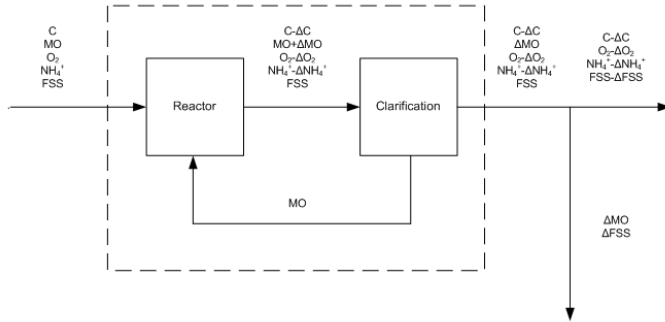 C
MO
O₂
NH₄⁺
FSS
Reactor
C-ΔC
MO+ΔMO
O₂-ΔO₂
NH₄⁺-ΔNH₄⁺
FSS
Clarification
C-ΔC
ΔMO
O₂-ΔO₂
NH₄⁺-ΔNH₄⁺
FSS
C-ΔC
O₂-ΔO₂
NH₄⁺-ΔNH₄⁺
FSS-ΔFSS
MO
ΔMO
ΔFSS